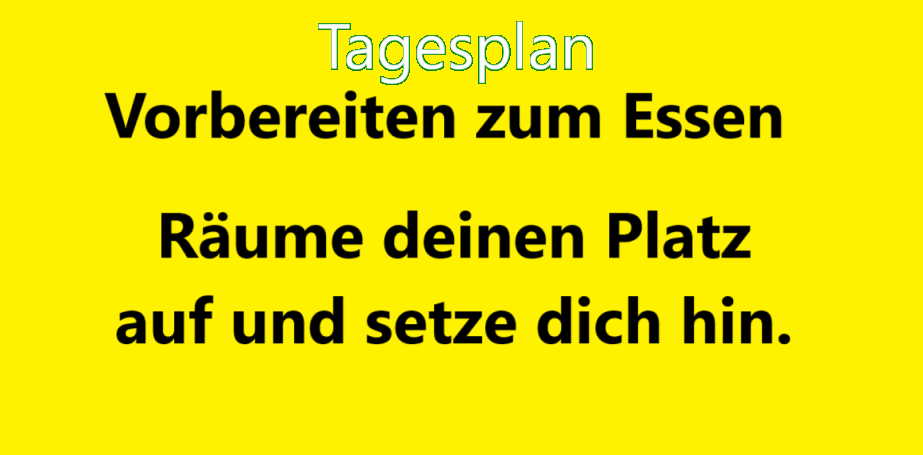 Tagesplan
Vorbereiten zum Essen
Räume deinen Platz
auf und setze dich hin.